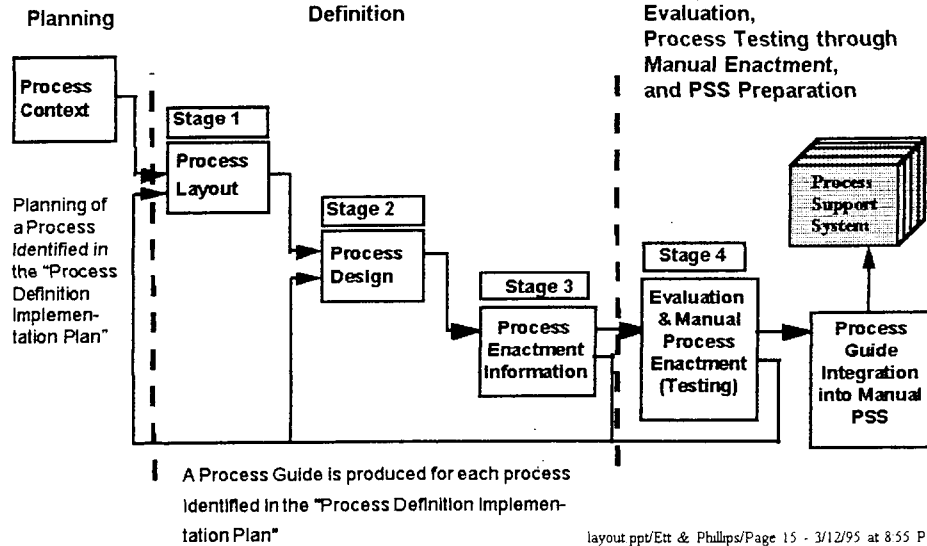 Planning
Definition
Evaluation,
Process Testing through
Manual Enactment,
and PSS Preparation
Process
Context
Stage 1
Process
Layout
Planning of
a Process
Identified in
the "Process
Definition
Implemen-
tation Plan"
Stage 2
Process
Design
Stage 3
Process
Enactment
Information
Stage 4
Evaluation
& Manual
Process
Enactment
(Testing)
Process
Support
System
Process
Guide
Integration
into Manual
PSS
A Process Guide is produced for each process
Identified in the "Process Definition Implemen-
tation Plan"
layout ppt/Ett & Phillips/Page 15 - 3/12/95 at 8:55 P